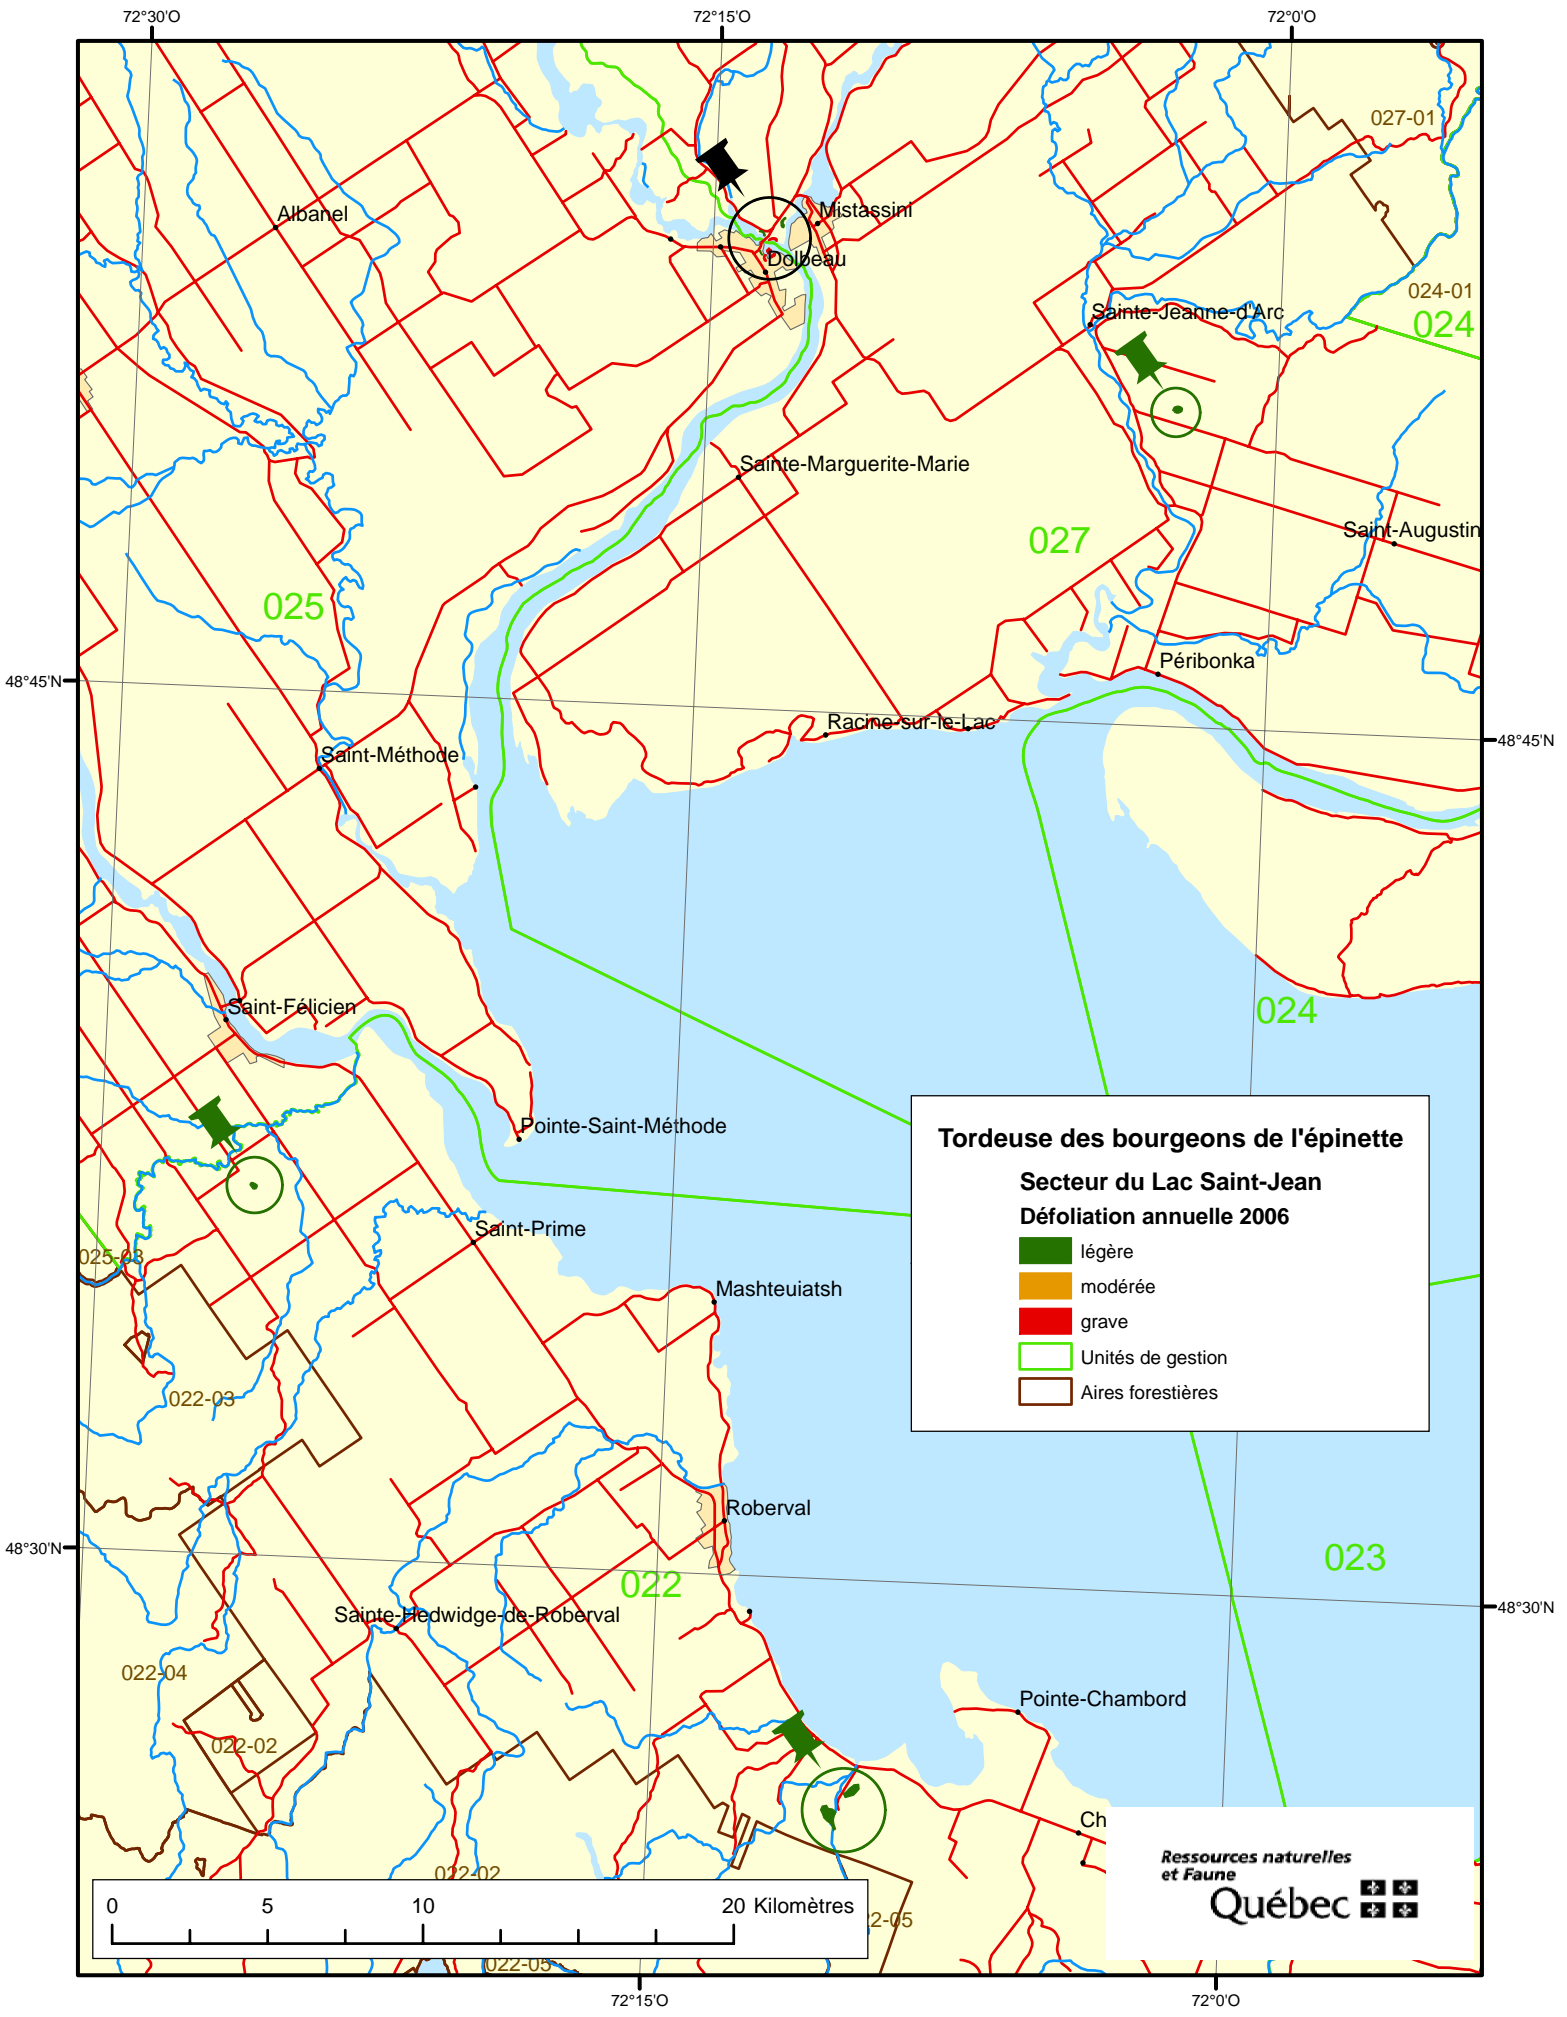 72°30'O
72°15'O
72°0'O
027-01
Albanel
Mistassini
Dolbeau
024-01
Sainte-Jeanne-d'Arc
024
Sainte-Marguerite-Marie
Saint-Augustin
027
025
Péribonka
48°45'N
Racine-sur-le-Lac
48°45'N
Saint-Méthode
Saint-Félicien
024
Pointe-Saint-Méthode
Tordeuse des bourgeons de l'épinette
Secteur du Lac Saint-Jean
Défoliation annuelle 2006
légère
modérée
grave
Unités de gestion
Aires forestières
Saint-Prime
025-03
Mashteuiatsh
022-03
Roberval
48°30'N
023
022
48°30'N
Sainte-Hedwidge-de-Roberval
022-04
Pointe-Chambord
022-02
Ch
022-02
Ressources naturelles
et Faune
Québec
0 5 10 20 Kilomètres
2-05
022-05
72°15'O
72°0'O